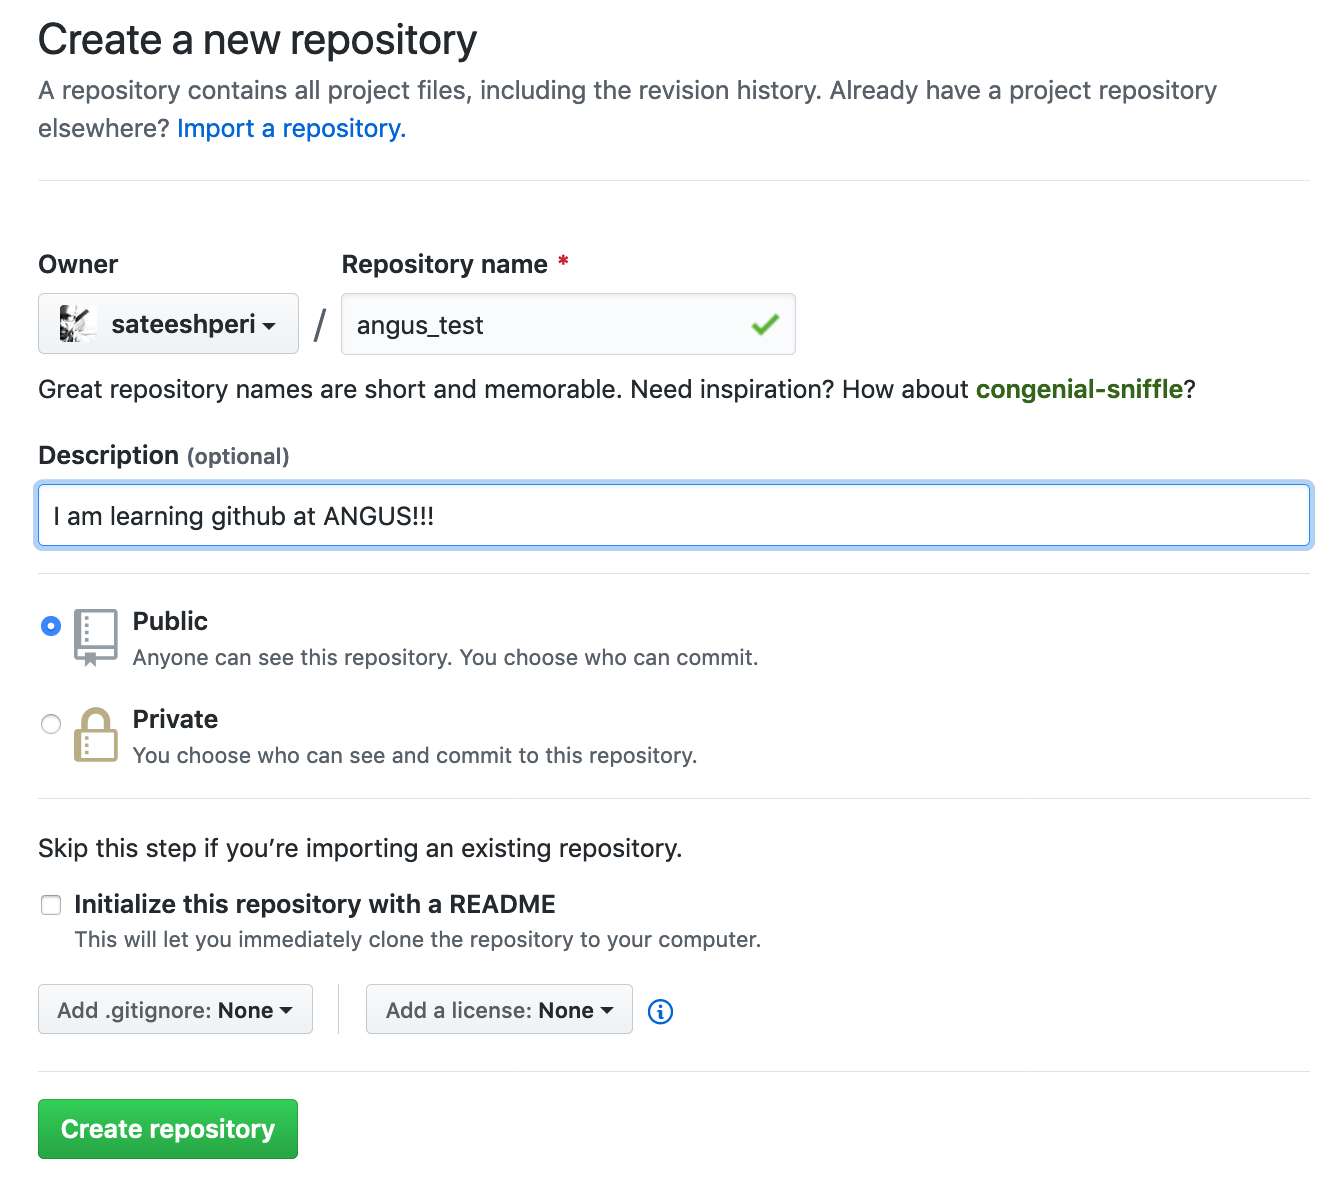 Create a new repository
A repository contains all project files, including the revision history. Already have a project repository
elsewhere? Import a repository.
Owner
Repository name *
sateeshperi
/
angus_test
Great repository names are short and memorable. Need inspiration? How about congenial-sniffle?
Description (optional)
I am learning github at ANGUS!!!
Public
Anyone can see this repository. You choose who can commit.
Private
You choose who can see and commit to this repository.
Skip this step if you’re importing an existing repository.
Initialize this repository with a README
This will let you immediately clone the repository to your computer.
Add .gitignore: None
Add a license: None
Create repository